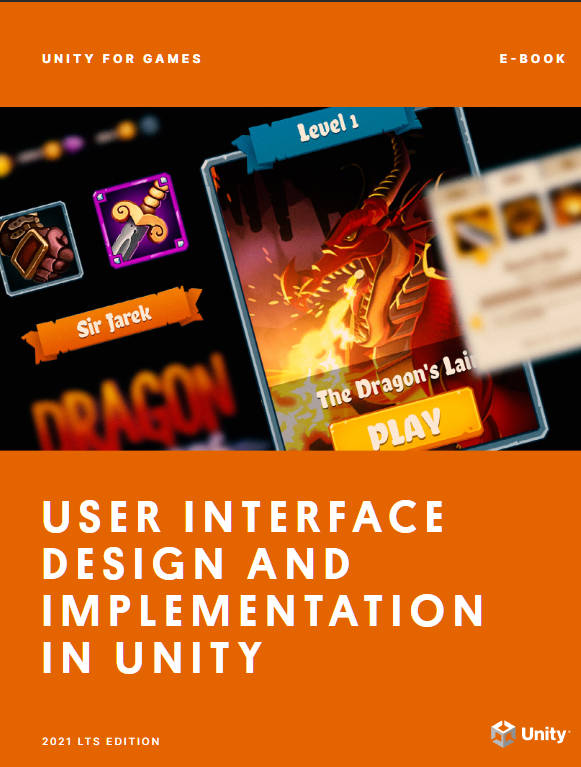 UNITY FOR GAMES
E-BOOK
Level 1
Sir Jarek
DRAGON
The Dragon's Lai
PLAY
USER INTERFACE
DESIGN AND
IMPLEMENTATION
IN UNITY
2021 LTS EDITION
Unity